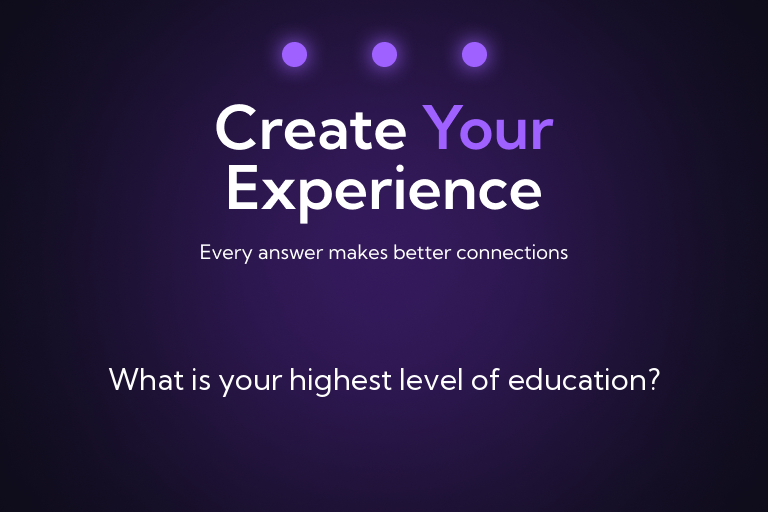 Create Your
Experience
Every answer makes better connections
What is your highest level of education?